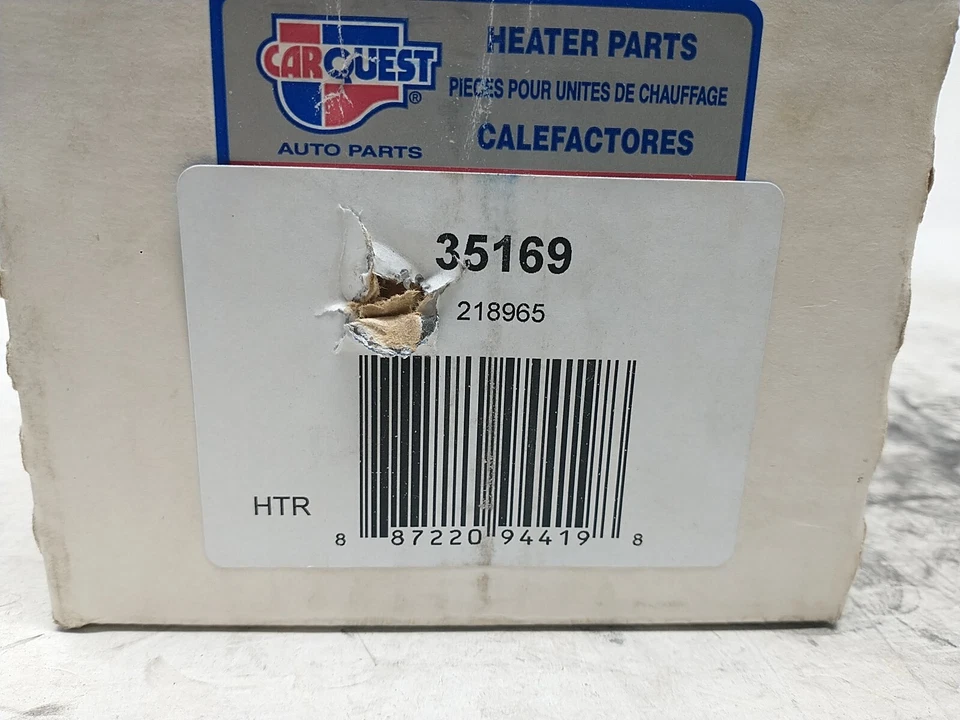 CARQUEST®
AUTO PARTS
HEATER PARTS
PIECES POUR UNITES DE CHAUFFAGE
CALEFACTORES
35169
218965
HTR
8 87220 94419 8